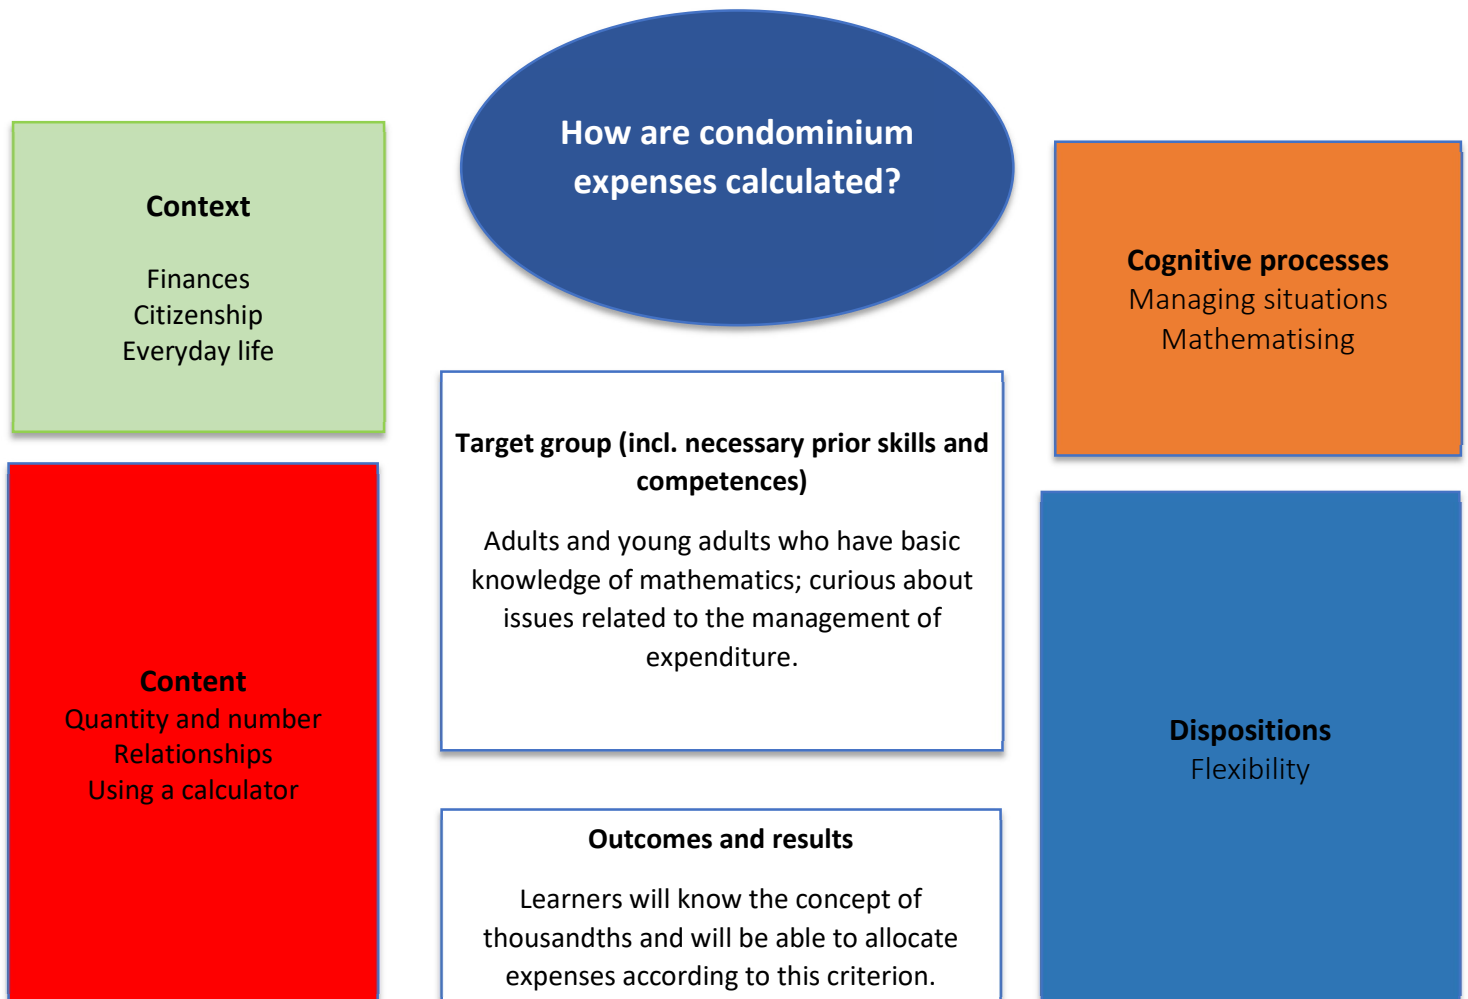 How are condominium
expenses calculated?
Context
Finances
Citizenship
Everyday life
Cognitive processes
Managing situations
Mathematising
Target group (incl. necessary prior skills and
competences)
Adults and young adults who have basic
knowledge of mathematics; curious about
issues related to the management of
expenditure.
Content
Quantity and number
Relationships
Using a calculator
Dispositions
Flexibility
Outcomes and results
Learners will know the concept of
thousandths and will be able to allocate
expenses according to this criterion.